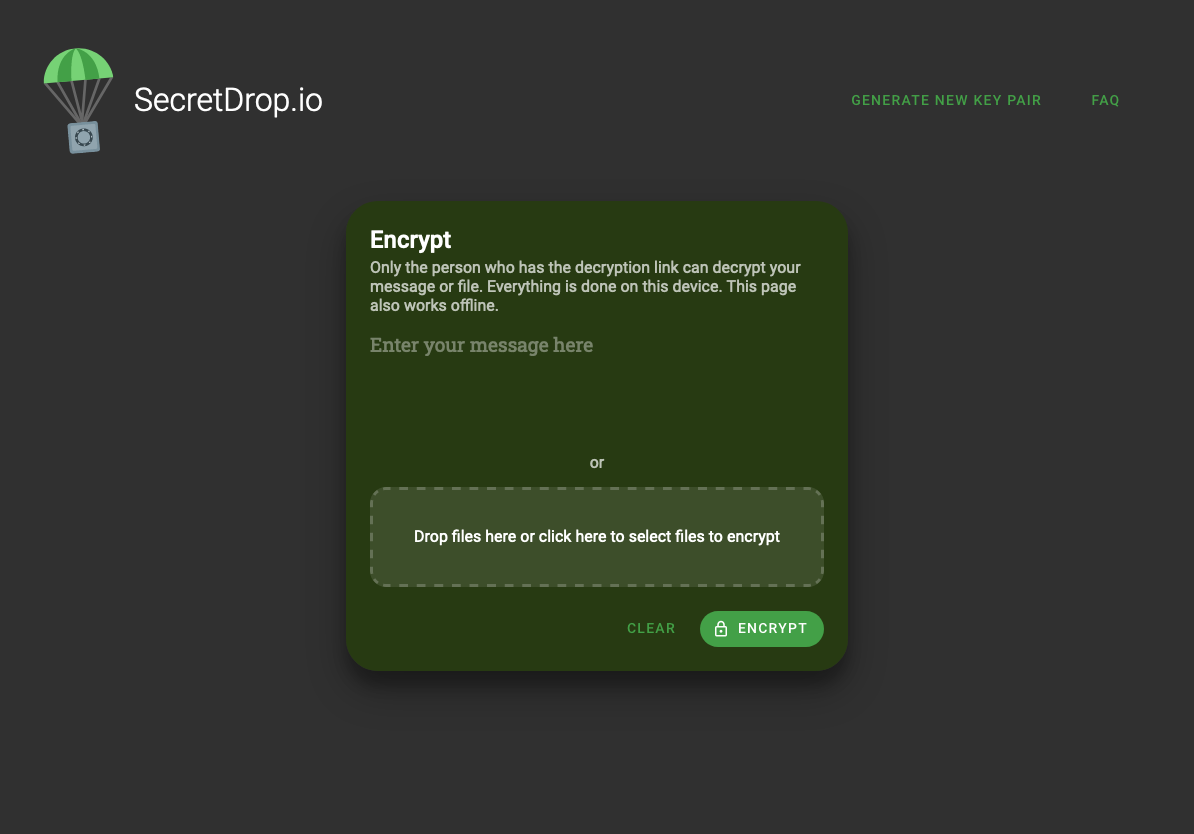 SecretDrop.io
GENERATE NEW KEY PAIR
FAQ
Encrypt
Only the person who has the decryption link can decrypt your
message or file. Everything is done on this device. This page
also works offline.
Enter your message here
or
Drop files here or click here to select files to encrypt
CLEAR
ENCRYPT